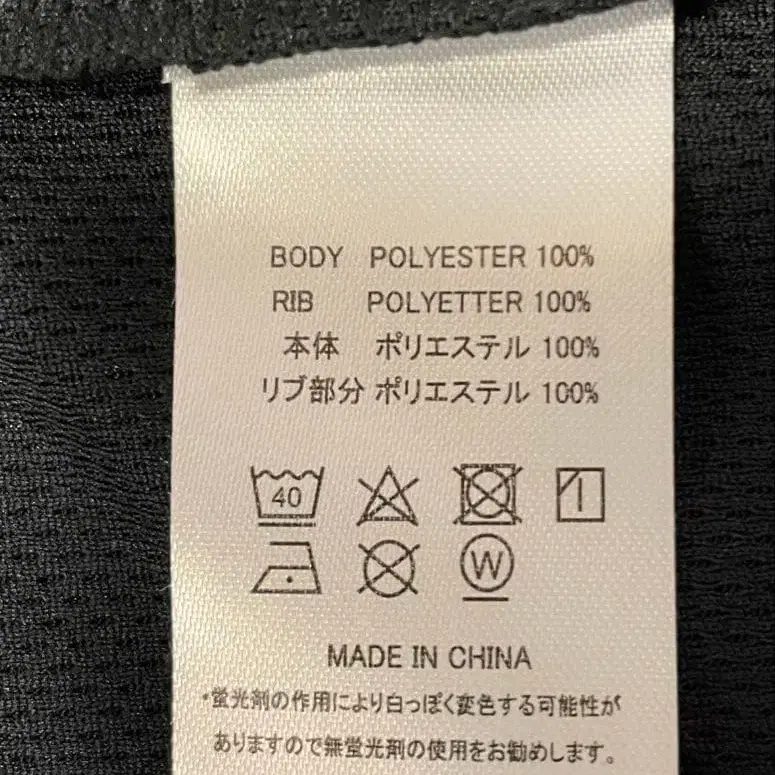 BODY POLYESTER 100%
RIB POLYETTER 100%
本体 ポリエステル 100%
リブ部分 ポリエステル 100%
40
W
MADE IN CHINA
*蛍光剤の作用により白っぽく変色する可能性が
ありますので無蛍光剤の使用をお勧めします。